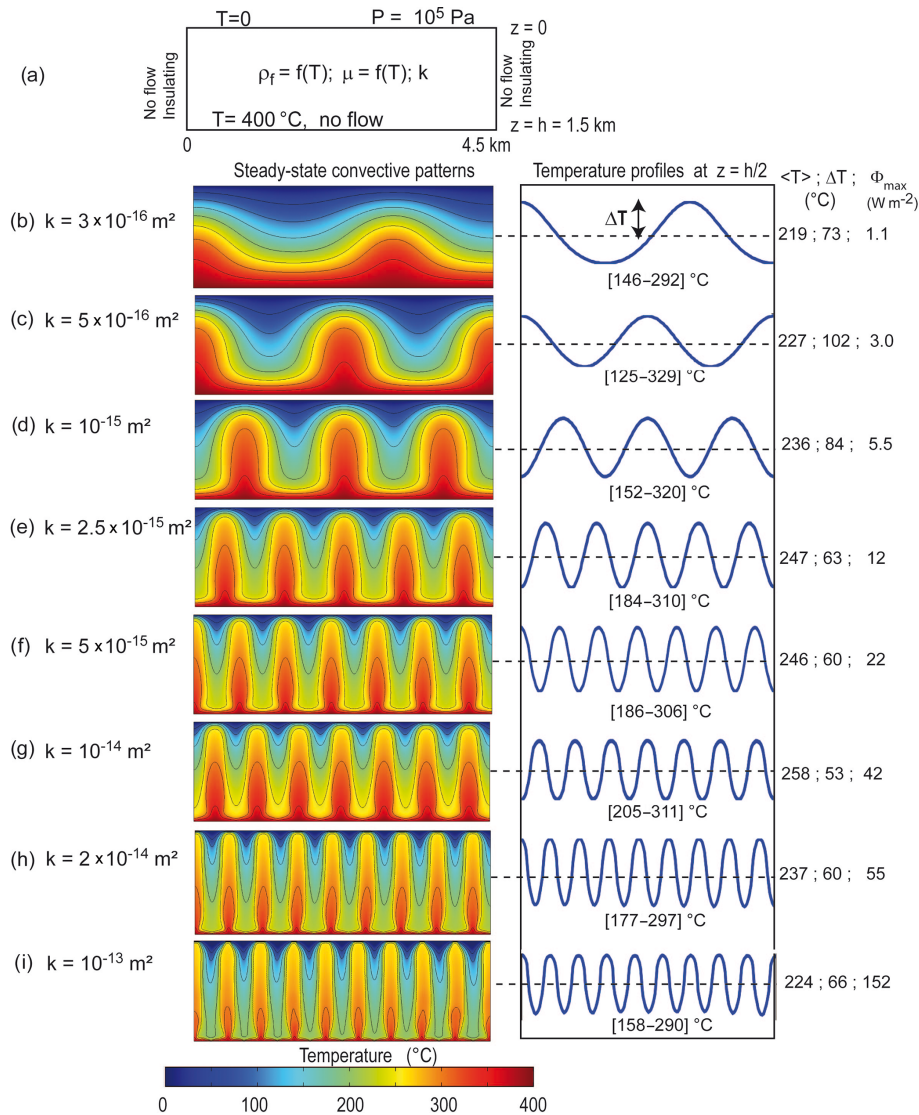 T=0 P = 10⁵ Pa
z = 0
(a)
No flow
Insulating
ρf = f(T); μ = f(T); k
No flow
Insulating
T= 400 °C, no flow
z = h = 1.5 km
0 4.5 km
Steady-state convective patterns
Temperature profiles at z = h/2
<T> ; ΔT ; Φmax
(°C) (W m-2)
(b) k = 3 × 10⁻¹⁶ m²
ΔT
219 ; 73 ; 1.1
[146–292] °C
(c) k = 5 × 10⁻¹⁶ m²
227 ; 102 ; 3.0
[125–329] °C
(d) k = 10⁻¹⁵ m²
236 ; 84 ; 5.5
[152–320] °C
(e) k = 2.5 × 10⁻¹⁵ m²
247 ; 63 ; 12
[184–310] °C
(f) k = 5 × 10⁻¹⁵ m²
246 ; 60 ; 22
[186–306] °C
(g) k = 10⁻¹⁴ m²
258 ; 53 ; 42
[205–311] °C
(h) k = 2 × 10⁻¹⁴ m²
237 ; 60 ; 55
[177–297] °C
(i) k = 10⁻¹³ m²
224 ; 66 ; 152
[158–290] °C
Temperature (°C)
0 100 200 300 400